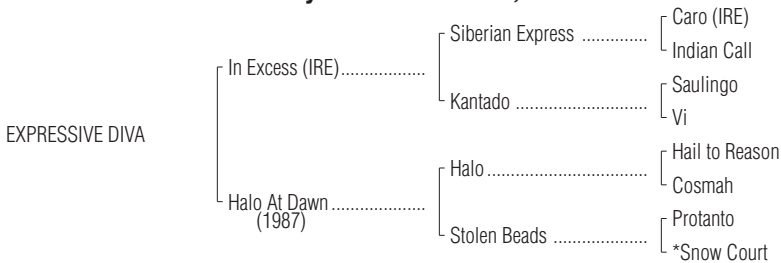 Caro (IRE)
Siberian Express ..............
Indian Call
In Excess (IRE)..................
Saulingo
Kantado ............................
Vi
EXPRESSIVE DIVA
Hail to Reason
Halo....................................
Cosmah
Halo At Dawn....................
(1987)
Protanto
Stolen Beads ....................
*Snow Court